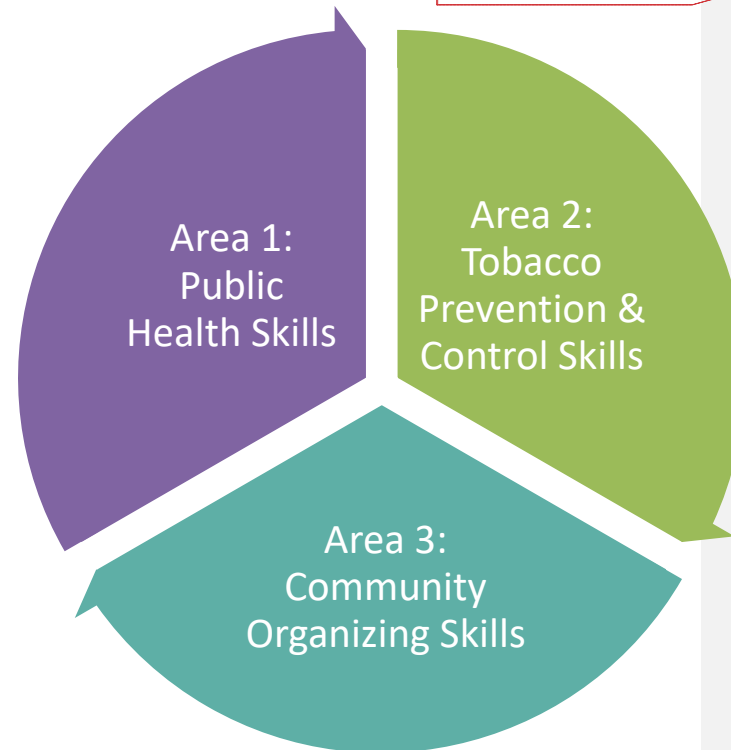 Area 1:
Public
Health Skills
Area 2:
Tobacco
Prevention &
Control Skills
Area 3:
Community
Organizing Skills